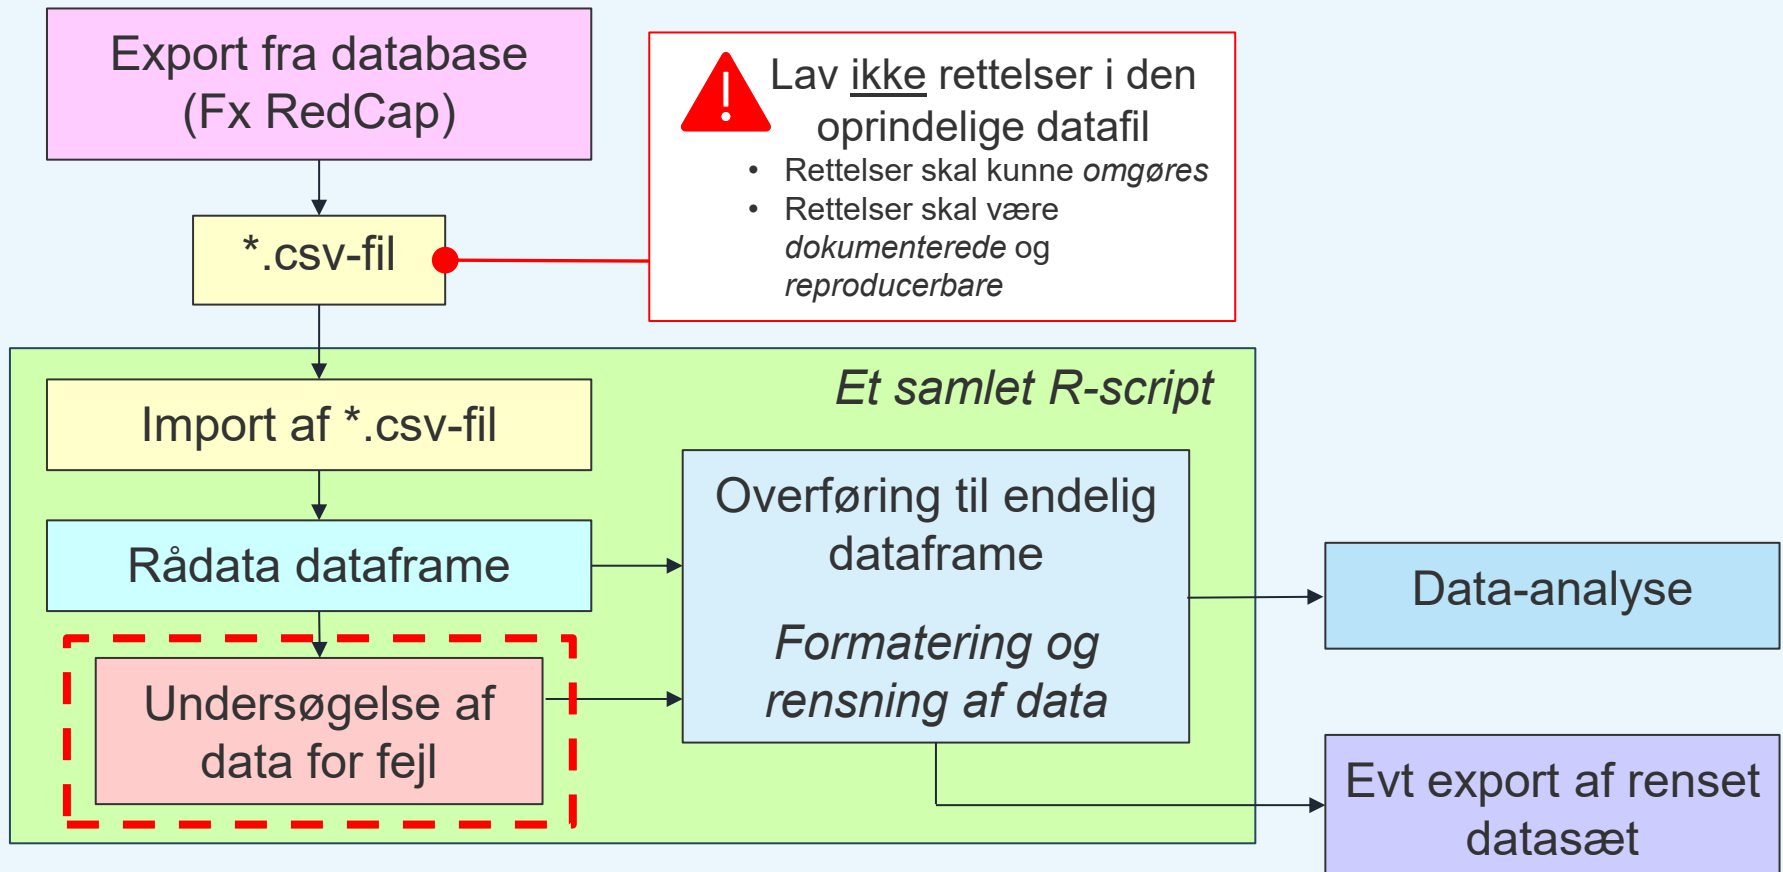 Export fra database
(Fx RedCap)
Lav ikke rettelser i den
oprindelige datafil
• Rettelser skal kunne omgøres
• Rettelser skal være
dokumenterede og
reproducerbare
*.csv-fil
Et samlet R-script
Import af *.csv-fil
Rådata dataframe
Undersøgelse af
data for fejl
Overføring til endelig
dataframe
Formatering og
rensning af data
Data-analyse
Evt export af renset
datasæt